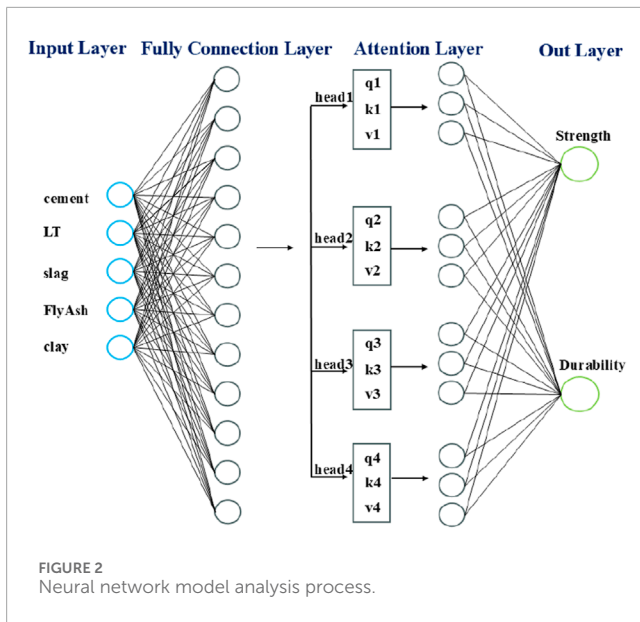 Input Layer Fully Connection Layer Attention Layer Out Layer
head1
q1
k1
v1
Strength
cement
LT
slag
FlyAsh
clay
head2
q2
k2
v2
head3
q3
k3
v3
Durability
head4
q4
k4
v4
FIGURE 2
Neural network model analysis process.